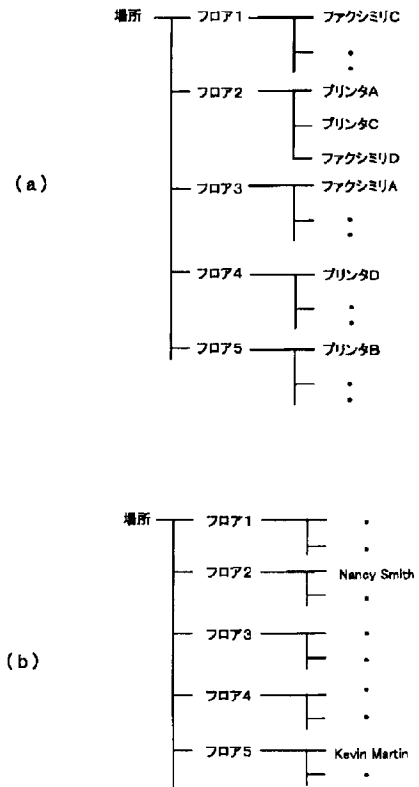 場所 フロア1 ファクシミリC
フロア2 プリンタA
プリンタC
ファクシミリD
(a)
フロア3 ファクシミリA
フロア4 プリンタD
フロア5 プリンタB
場所 フロア1
フロア2 Nancy Smith
フロア3
(b)
フロア4
フロア5 Kevin Martin